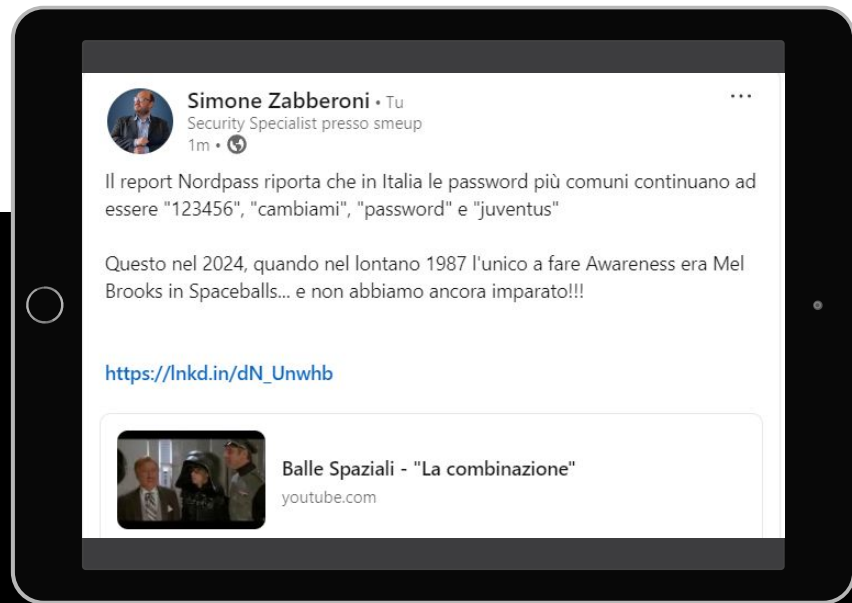 Simone Zabberoni • Tu
Security Specialist presso smeup
1m •
Il report Nordpass riporta che in Italia le password più comuni continuano ad
essere "123456", "cambiami", "password" e "juventus"
Questo nel 2024, quando nel lontano 1987 l'unico a fare Awareness era Mel
Brooks in Spaceballs... e non abbiamo ancora imparato!!!
https://lnkd.in/dN_Unwhb
Balle Spaziali - "La combinazione"
youtube.com